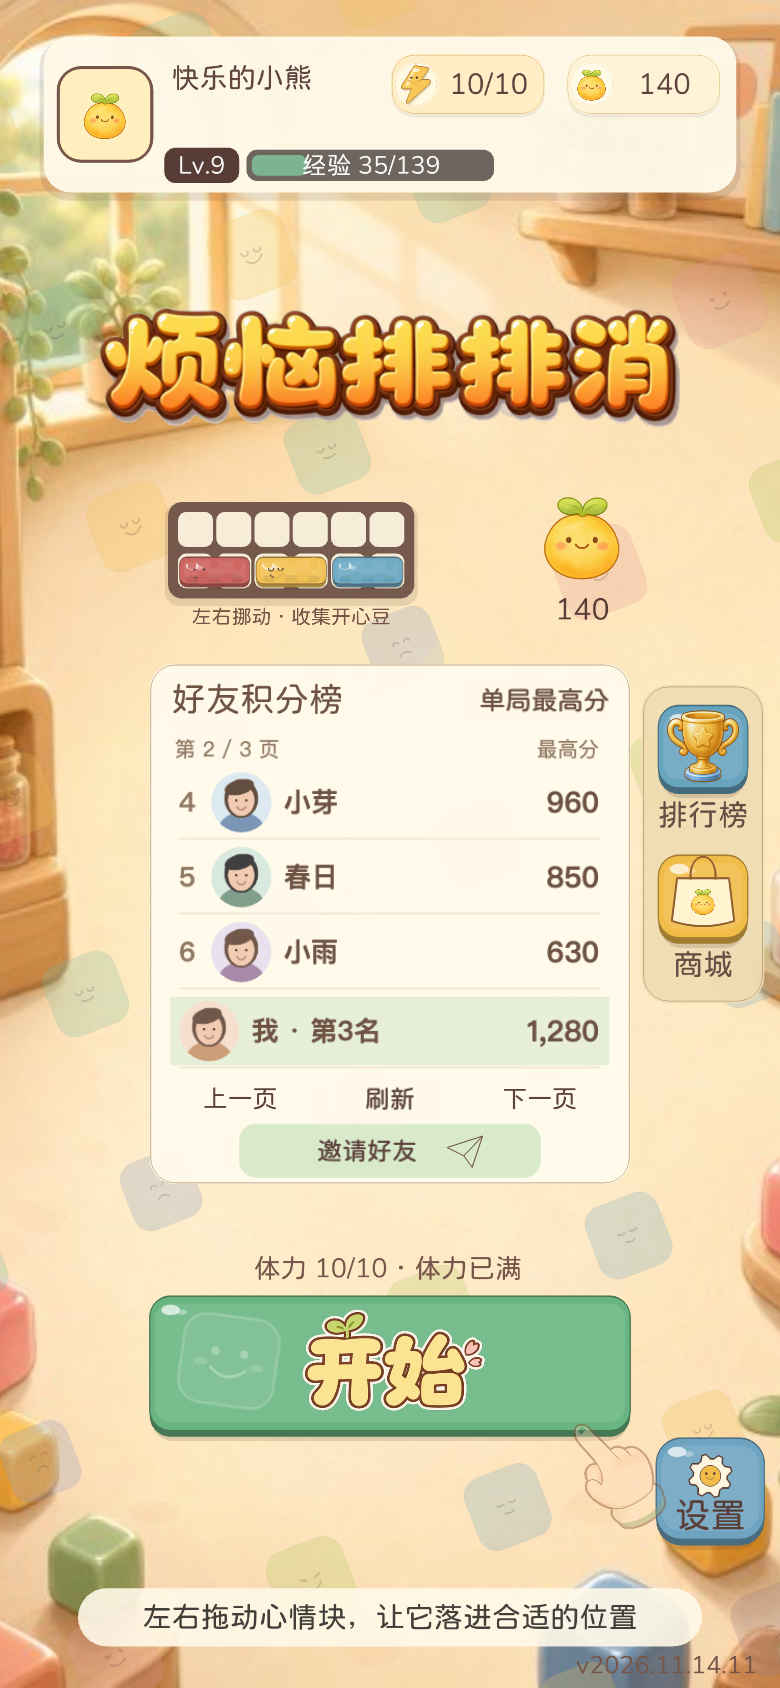 快乐的小熊
10/10
140
Lv.9
经验 35/139
烦恼排排消
左右挪动 · 收集开心豆
140
好友积分榜
单局最高分
第 2 / 3 页
最高分
4 小芽 960
5 春日 850
6 小雨 630
我 · 第3名 1,280
上一页
刷新
下一页
邀请好友
排行榜
商城
体力 10/10 · 体力已满
开始
设置
左右拖动心情块，让它落进合适的位置
v2026.11.14.11